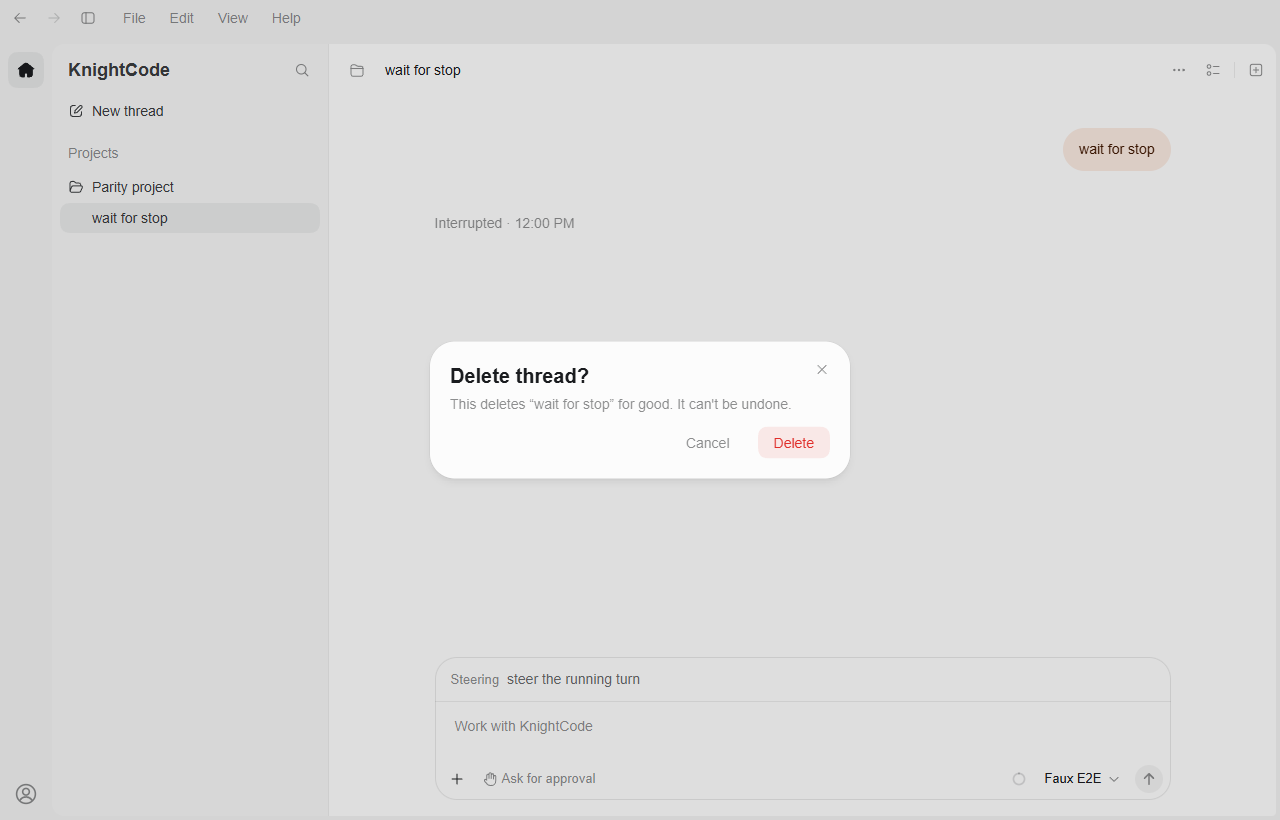 File Edit View Help
KnightCode
New thread
Projects
Parity project
wait for stop
wait for stop
wait for stop
Interrupted · 12:00 PM
Delete thread?
This deletes “wait for stop” for good. It can't be undone.
Cancel Delete
Steering steer the running turn
Work with KnightCode
Ask for approval
Faux E2E